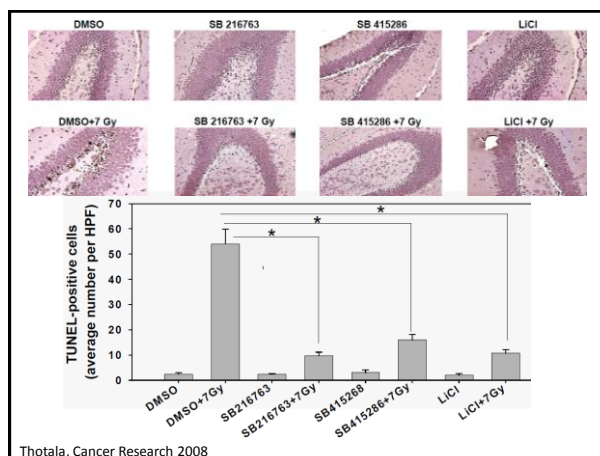 DMSO SB 216763 SB 415286 LiCl
DMSO+7 Gy SB 216763 +7 Gy SB 415286 +7 Gy LiCl +7 Gy
TUNEL-positive cells
(average number per HPF)
70
60
50
40
30
20
10
0
* * *
DMSO DMSO+7Gy SB216763 SB216763+7Gy SB415268 SB415286+7Gy LiCl LiCl+7Gy
Thotala, Cancer Research 2008